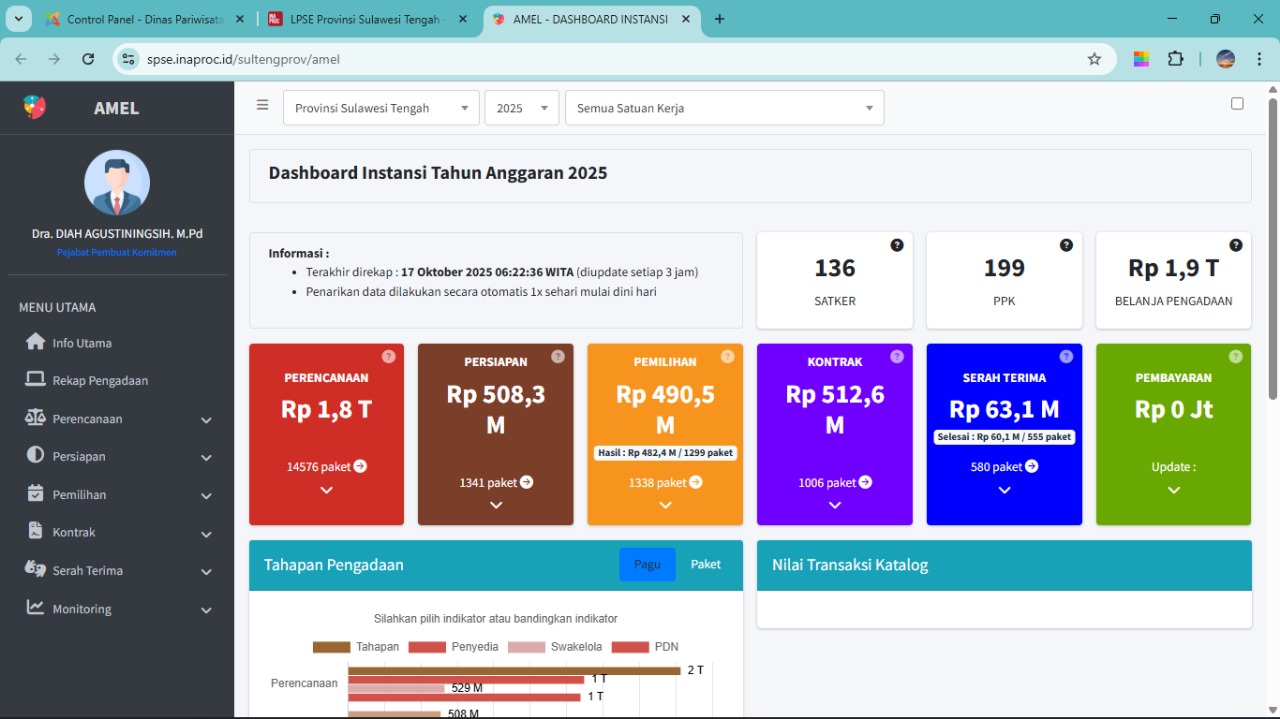 Control Panel - Dinas Pariwisata
LPSE Provinsi Sulawesi Tengah -
AMEL - DASHBOARD INSTANSI
spse.inaproc.id/sultengprov/amel
AMEL
Provinsi Sulawesi Tengah
2025
Semua Satuan Kerja
Dra. DIAH AGUSTININGSIH. M.Pd
Pejabat Pembuat Komitmen
MENU UTAMA
Info Utama
Rekap Pengadaan
Perencanaan
Persiapan
Pemilihan
Kontrak
Serah Terima
Monitoring
Dashboard Instansi Tahun Anggaran 2025
Informasi :
Terakhir direkap : 17 Oktober 2025 06:22:36 WITA (diupdate setiap 3 jam)
Penarikan data dilakukan secara otomatis 1x sehari mulai dini hari
136
SATKER
199
PPK
Rp 1,9 T
BELANJA PENGADAAN
PERENCANAAN
Rp 1,8 T
14576 paket
PERSIAPAN
Rp 508,3
M
1341 paket
PEMILIHAN
Rp 490,5
M
Hasil : Rp 482,4 M / 1299 paket
1338 paket
KONTRAK
Rp 512,6
M
1006 paket
SERAH TERIMA
Rp 63,1 M
Selesai : Rp 60,1 M / 555 paket
580 paket
PEMBAYARAN
Rp 0 Jt
Update :
Tahapan Pengadaan
Pagu
Paket
Silahkan pilih indikator atau bandingkan indikator
Tahapan
Penyedia
Swakelola
PDN
Perencanaan
2 T
1 T
529 M
1 T
508 M
Nilai Transaksi Katalog